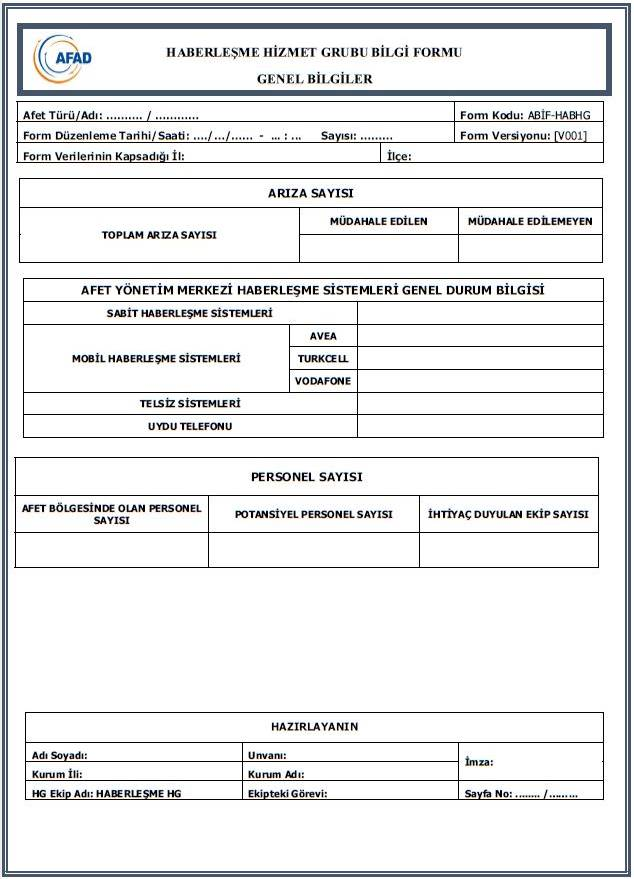 AFAD
HABERLEŞME HİZMET GRUBU BİLGİ FORMU
GENEL BİLGİLER
Afet Türü/Adı: .......... / ............
Form Kodu: ABİF-HABHG
Form Düzenleme Tarihi/Saati: ..../.../...... - ... : ... Sayısı: .........
Form Versiyonu: [V001]
Form Verilerinin Kapsadığı İl:
İlçe:
ARIZA SAYISI
TOPLAM ARIZA SAYISI
MÜDAHALE EDİLEN
MÜDAHALE EDİLEMEYEN
AFET YÖNETİM MERKEZİ HABERLEŞME SİSTEMLERİ GENEL DURUM BİLGİSİ
SABİT HABERLEŞME SİSTEMLERİ
MOBİL HABERLEŞME SİSTEMLERİ
AVEA
TURKCELL
VODAFONE
TELSİZ SİSTEMLERİ
UYDU TELEFONU
PERSONEL SAYISI
AFET BÖLGESİNDE OLAN PERSONEL
SAYISI
POTANSİYEL PERSONEL SAYISI
İHTİYAÇ DUYULAN EKİP SAYISI
HAZIRLAYANIN
Adı Soyadı:
Unvanı:
İmza:
Kurum İli:
Kurum Adı:
HG Ekip Adı: HABERLEŞME HG
Ekipteki Görevi:
Sayfa No: ........ /.........